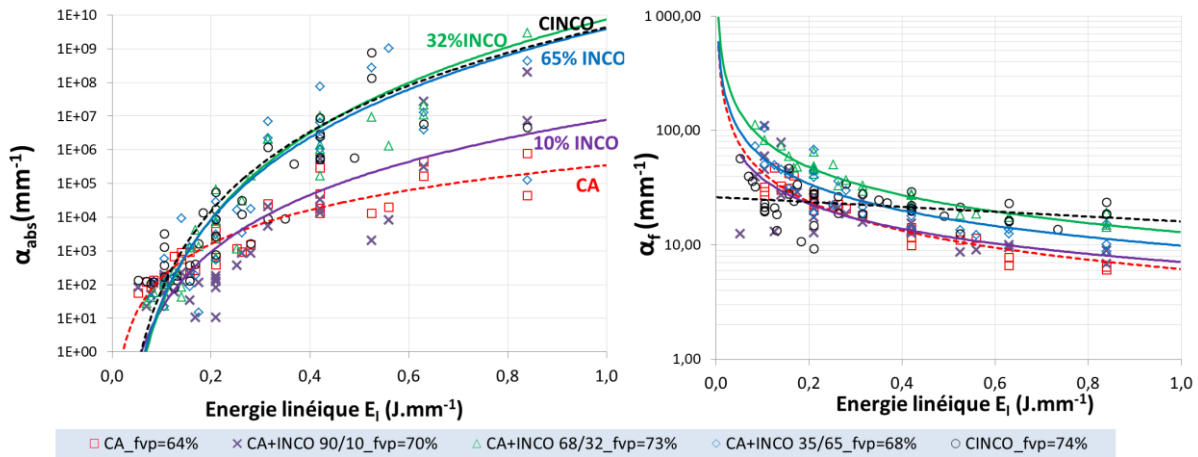 1E+10
1E+09
1E+08
1E+07
1E+06
1E+05
1E+04
1E+03
1E+02
1E+01
1E+00
αabs(mm-1)
CINCO
32%INCO
65% INCO
10% INCO
CA
0,0 0,2 0,4 0,6 0,8 1,0
Energie linéique El (J.mm-1)
1 000,00
100,00
10,00
1,00
αf (mm-1)
0,0 0,2 0,4 0,6 0,8 1,0
Energie linéique El (J.mm-1)
CA_fvp=64% CA+INCO 90/10_fvp=70% CA+INCO 68/32_fvp=73% CA+INCO 35/65_fvp=68% CINCO_fvp=74%